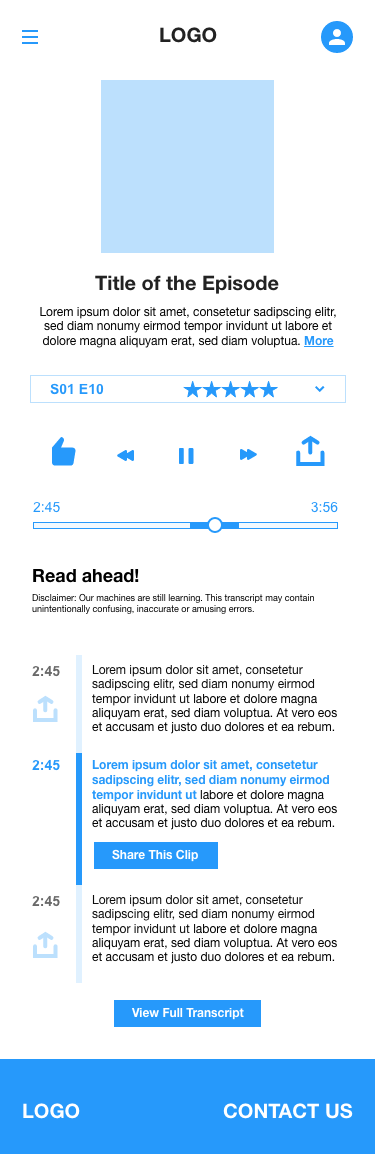 LOGO
Title of the Episode
Lorem ipsum dolor sit amet, consetetur sadipscing elitr,
sed diam nonumy eirmod tempor invidunt ut labore et
dolore magna aliquyam erat, sed diam voluptua. More
S01 E10
2:45 3:56
Read ahead!
Disclaimer: Our machines are still learning. This transcript may contain
unintentionally confusing, inaccurate or amusing errors.
2:45
Lorem ipsum dolor sit amet, consetetur
sadipscing elitr, sed diam nonumy eirmod
tempor invidunt ut labore et dolore magna
aliquyam erat, sed diam voluptua. At vero eos
et accusam et justo duo dolores et ea rebum.
2:45
Lorem ipsum dolor sit amet, consetetur
sadipscing elitr, sed diam nonumy eirmod
tempor invidunt ut labore et dolore magna
aliquyam erat, sed diam voluptua. At vero eos
et accusam et justo duo dolores et ea rebum.
Share This Clip
2:45
Lorem ipsum dolor sit amet, consetetur
sadipscing elitr, sed diam nonumy eirmod
tempor invidunt ut labore et dolore magna
aliquyam erat, sed diam voluptua. At vero eos
et accusam et justo duo dolores et ea rebum.
View Full Transcript
LOGO CONTACT US